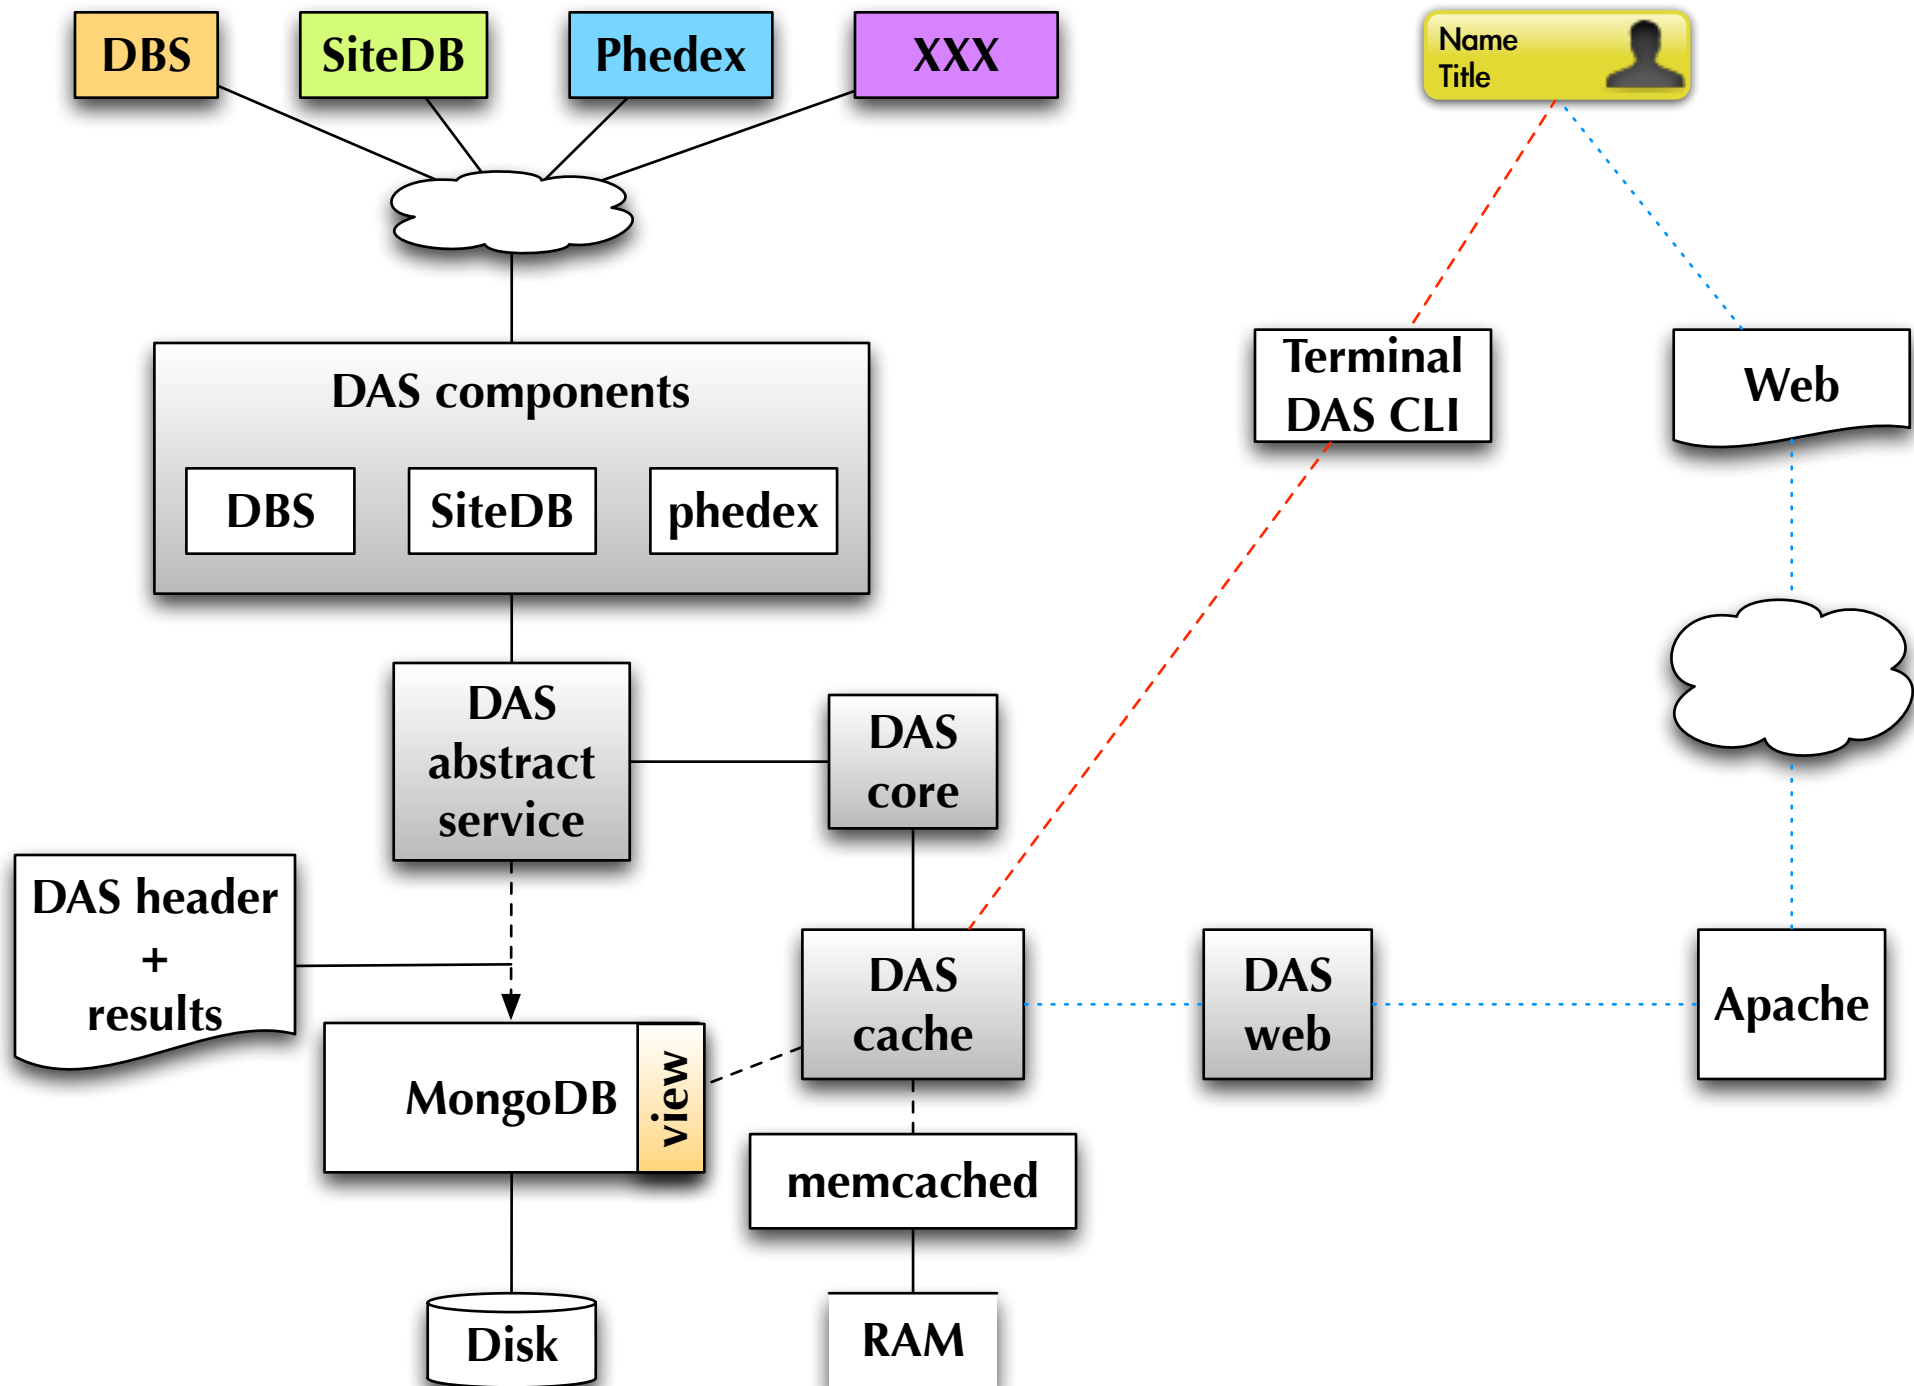 DBS
SiteDB
Phedex
XXX
Name
Title
DAS components
DBS
SiteDB
phedex
Terminal
DAS CLI
Web
DAS
abstract
service
DAS
core
DAS header
+
results
MongoDB
view
DAS
cache
DAS
web
Apache
memcached
Disk
RAM